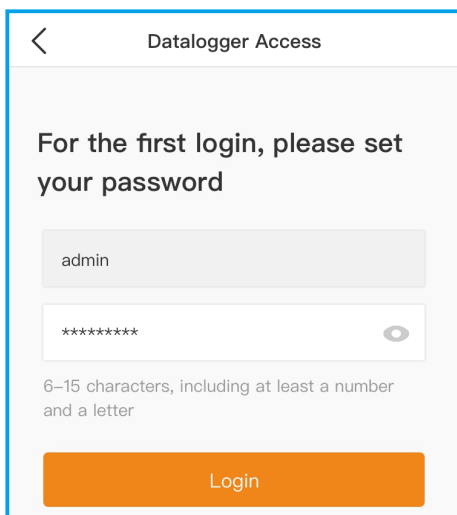 Datalogger Access
For the first login, please set
your password
admin
*********
6–15 characters, including at least a number
and a letter
Login